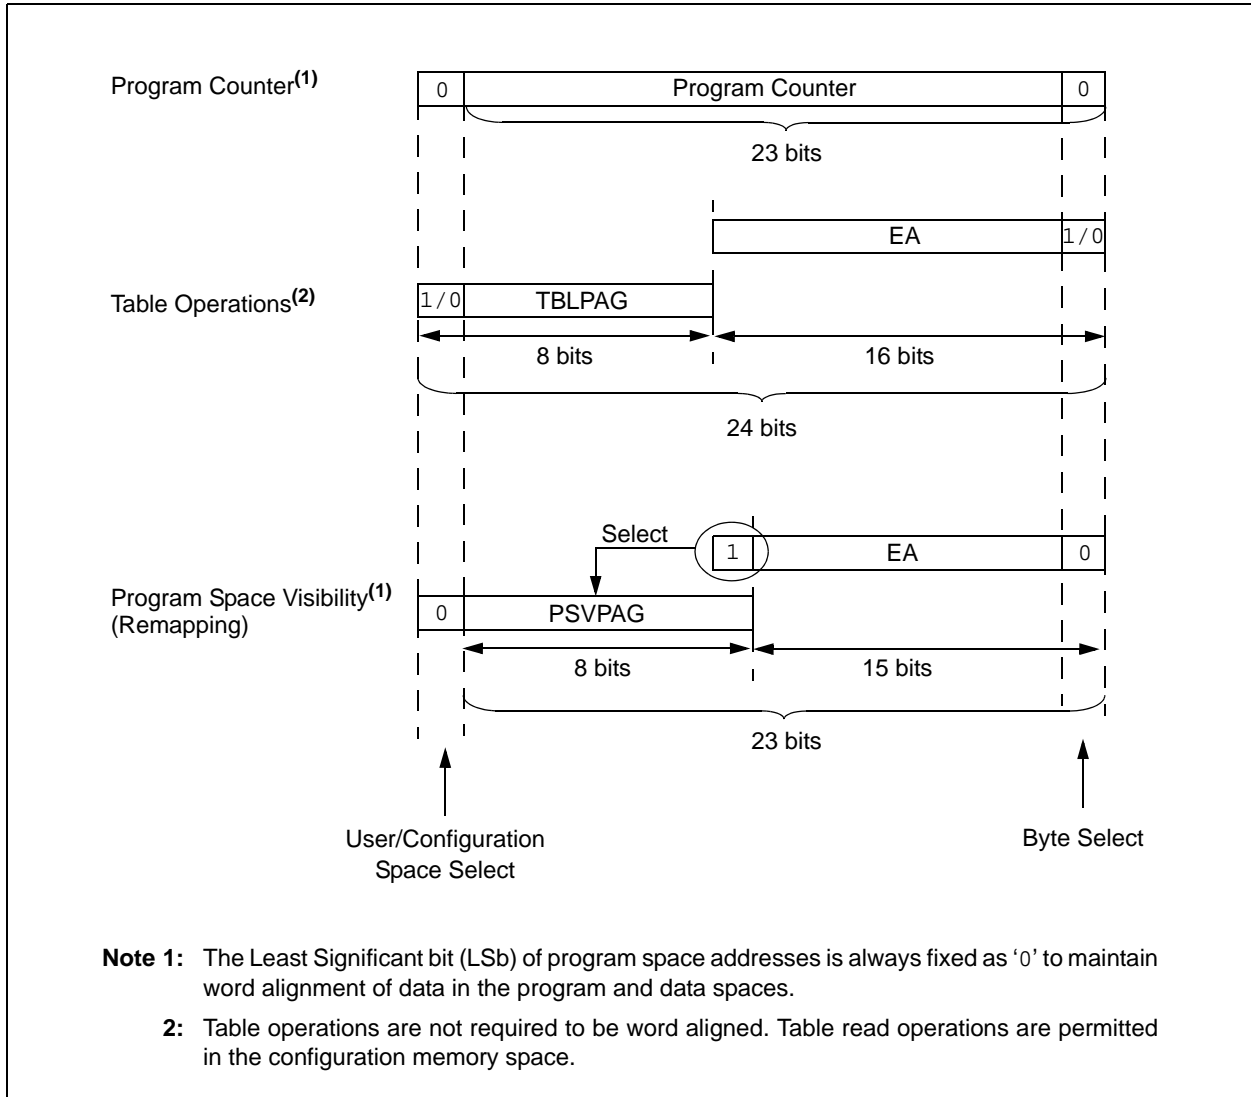 Program Counter(1)
0 Program Counter 0
23 bits
EA 1/0
Table Operations(2)
1/0 TBLPAG
8 bits 16 bits
24 bits
Select
1 EA 0
Program Space Visibility(1)
(Remapping)
0 PSVPAG
8 bits 15 bits
23 bits
User/Configuration
Space Select
Byte Select
Note 1: The Least Significant bit (LSb) of program space addresses is always fixed as ‘0’ to maintain
word alignment of data in the program and data spaces.
2: Table operations are not required to be word aligned. Table read operations are permitted
in the configuration memory space.